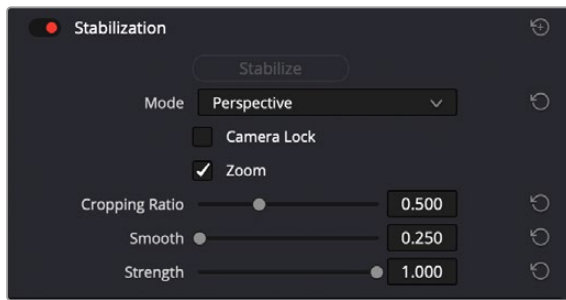 Stabilization
Stabilize
Mode Perspective
Camera Lock
Zoom
Cropping Ratio 0.500
Smooth 0.250
Strength 1.000